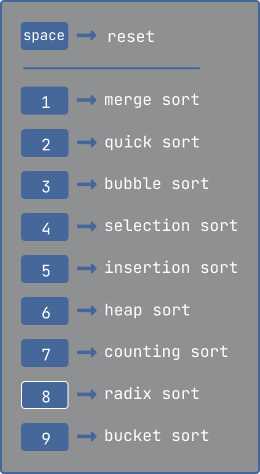 space → reset
1 → merge sort
2 → quick sort
3 → bubble sort
4 → selection sort
5 → insertion sort
6 → heap sort
7 → counting sort
8 → radix sort
9 → bucket sort